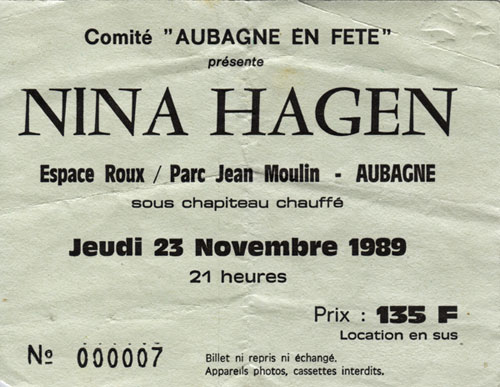 Comité "AUBAGNE EN FETE"
présente
NINA HAGEN
Espace Roux / Parc Jean Moulin - AUBAGNE
sous chapiteau chauffé
Jeudi 23 Novembre 1989
21 heures
Prix : 135 F
Location en sus
No 000007
Billet ni repris ni échangé.
Appareils photos, cassettes interdits.